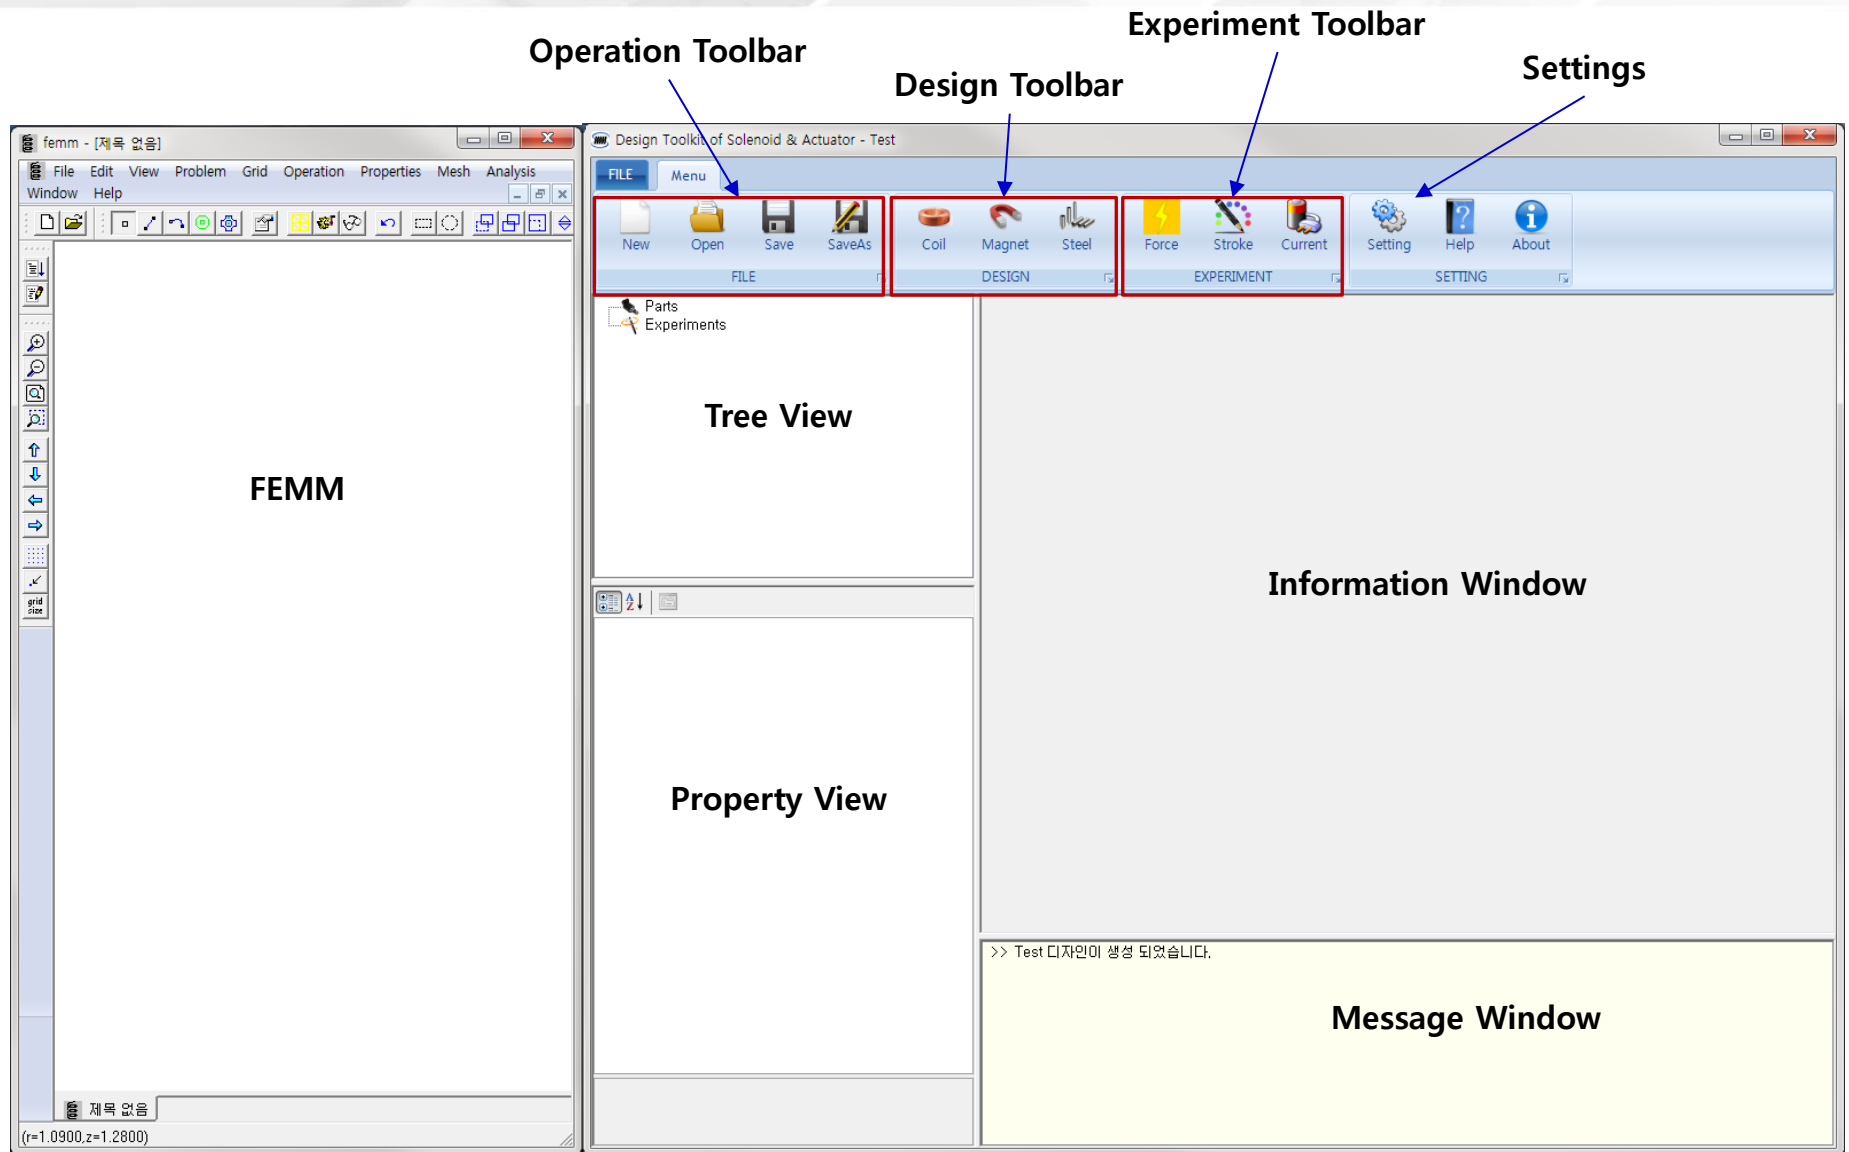 Experiment Toolbar
Operation Toolbar
Settings
Design Toolbar
femm - [제목 없음]
File Edit View Problem Grid Operation Properties Mesh Analysis
Window Help
grid
size
FEMM
제목 없음
(r=1.0900,z=1.2800)
Design Toolkit of Solenoid & Actuator - Test
FILE Menu
New Open Save SaveAs Coil Magnet Steel Force Stroke Current Setting Help About
FILE DESIGN EXPERIMENT SETTING
Parts
Experiments
Tree View
A
Z
Property View
Information Window
>> Test 디자인이 생성 되었습니다.
Message Window